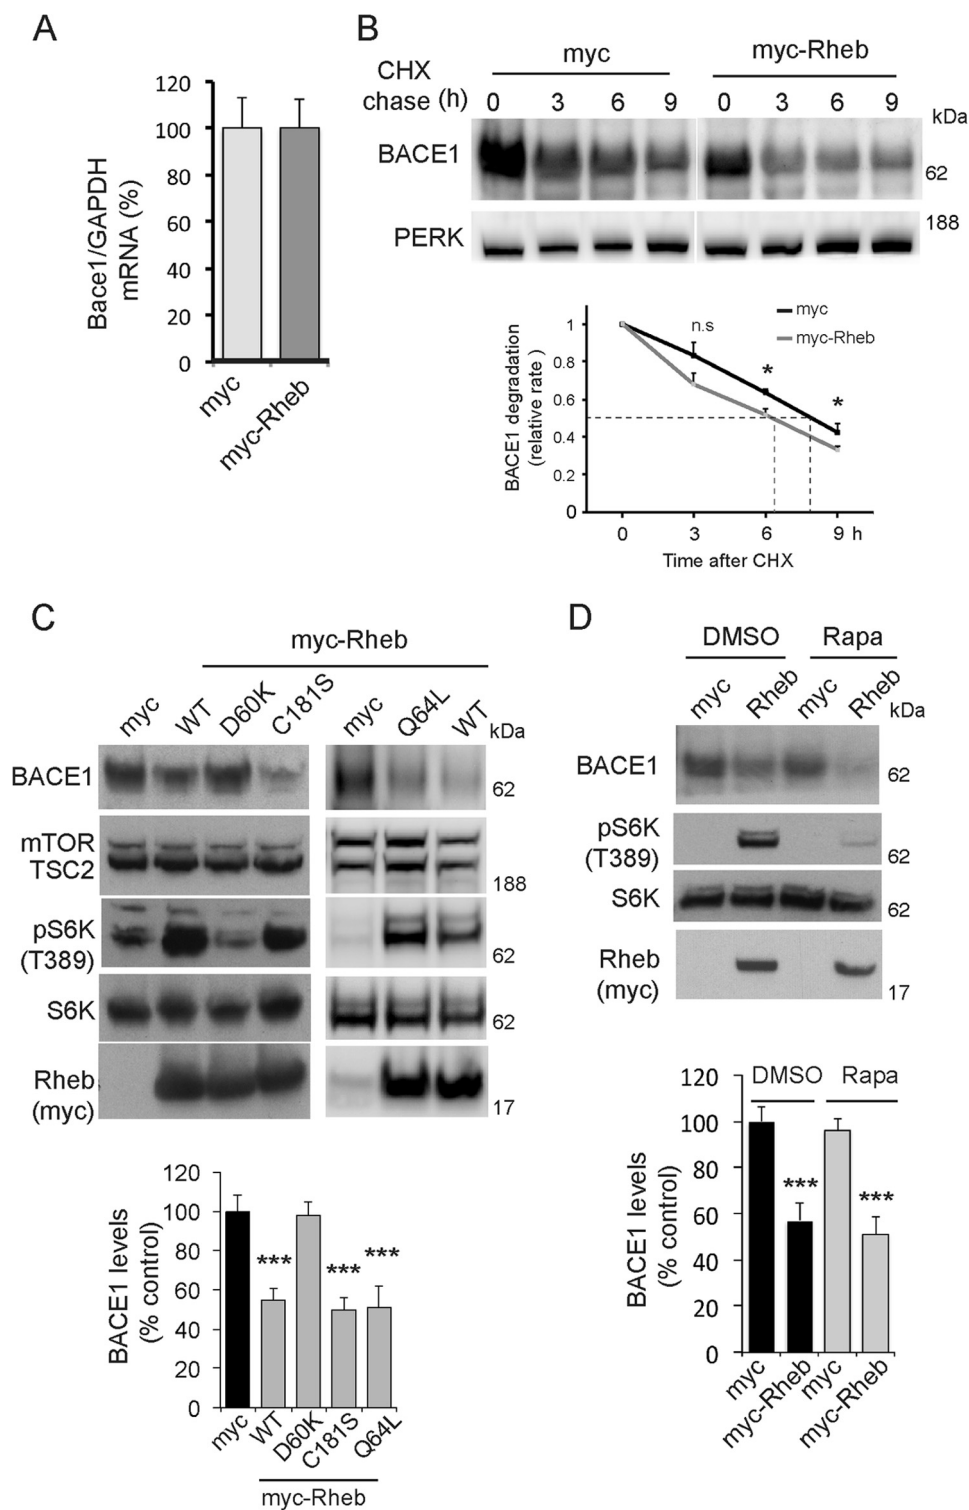 A
120
100
80
60
40
20
0
Bace1/GAPDH
mRNA (%)
myc
myc-Rheb
B
myc
myc-Rheb
CHX
chase (h)
0 3 6 9 0 3 6 9
kDa
BACE1
62
PERK
188
myc
myc-Rheb
n.s
*
*
1
0.8
0.6
0.4
0.2
0
BACE1 degradation
(relative rate )
0 3 6 9 h
Time after CHX
C
myc-Rheb
myc WT D60K C181S myc Q64L WT
kDa
BACE1
62
mTOR
TSC2
188
pS6K
(T389)
62
S6K
62
Rheb
(myc)
17
120
100
80
60
40
20
0
BACE1 levels
(% control)
*** *** ***
myc WT D60K C181S Q64L
myc-Rheb
D
DMSO Rapa
myc Rheb myc Rheb
kDa
BACE1
62
pS6K
(T389)
62
S6K
62
Rheb
(myc)
17
120
100
80
60
40
20
0
BACE1 levels
(% control)
DMSO Rapa
*** ***
myc myc-Rheb myc myc-Rheb